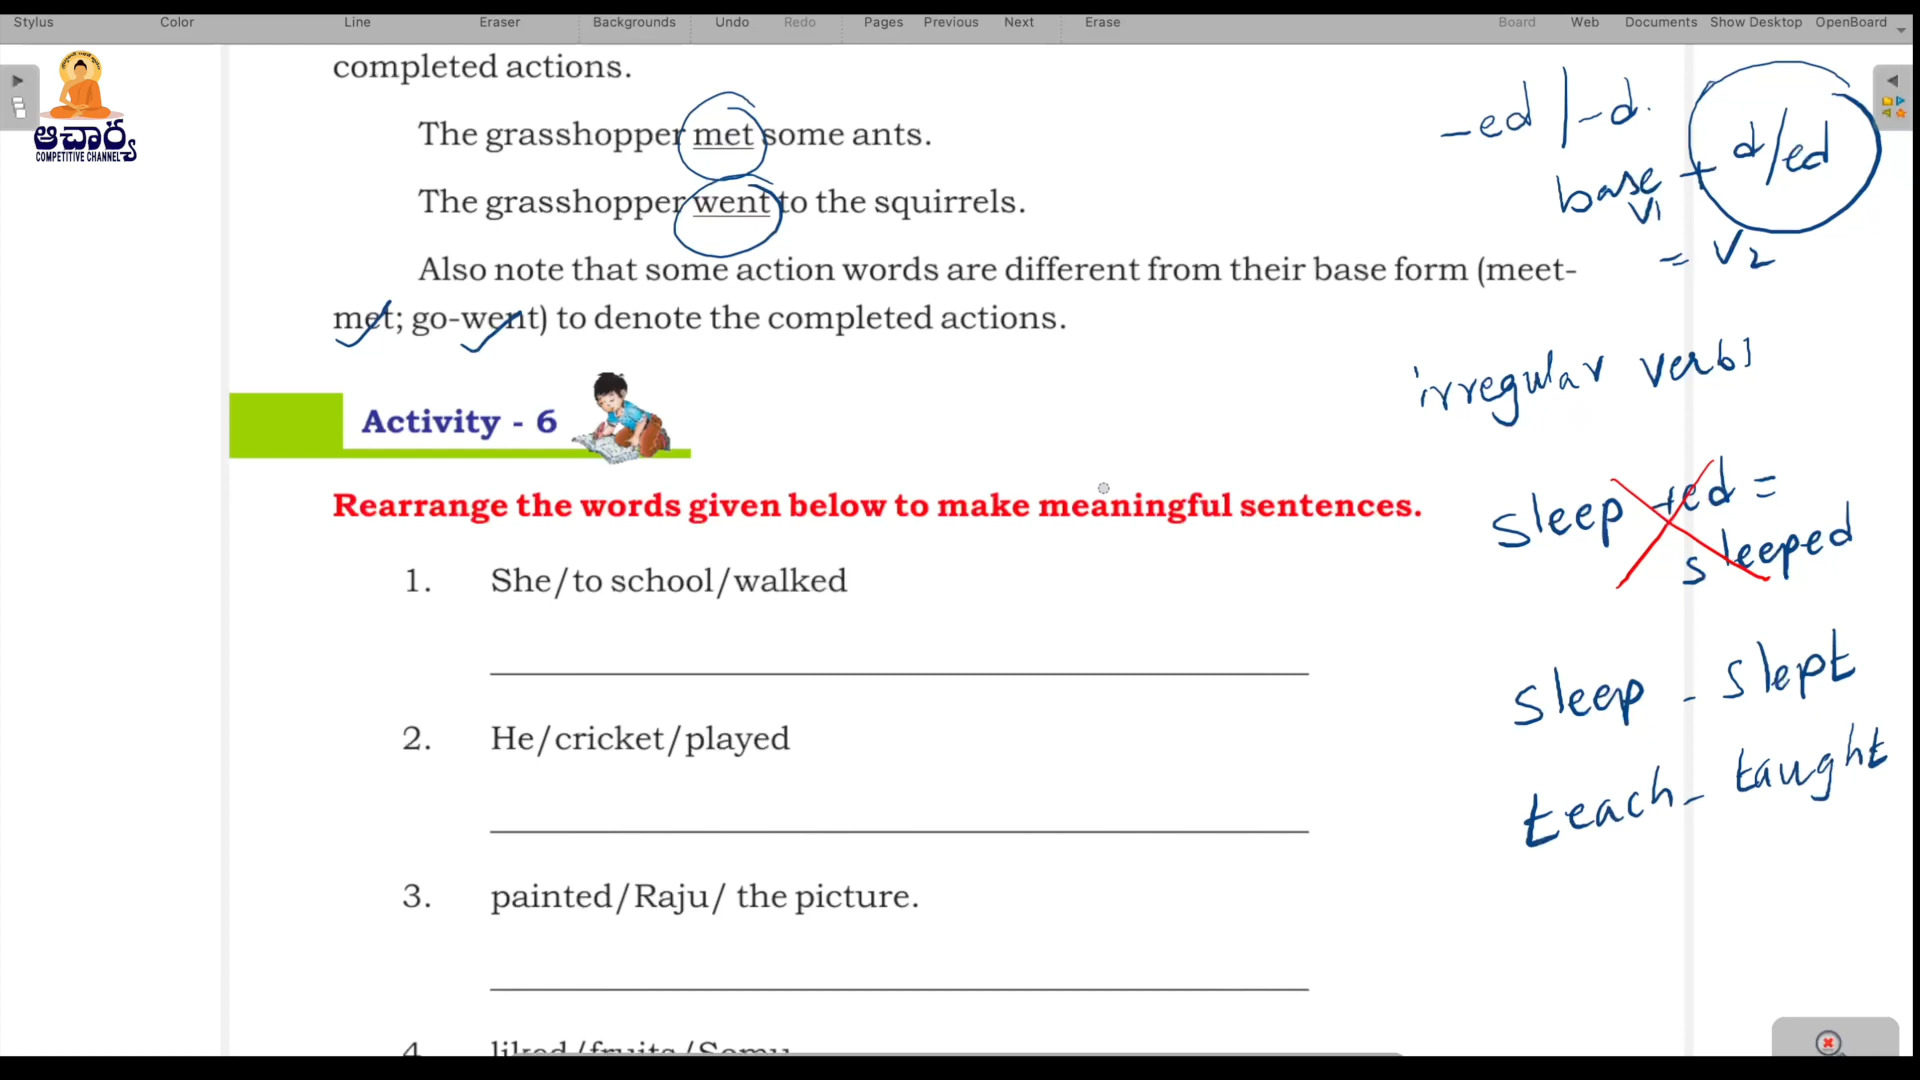 Stylus Color Line Eraser Backgrounds Undo Redo Pages Previous Next Erase Board Web Documents Show Desktop OpenBoard
ఆచార్య
COMPETITIVE CHANNEL
completed actions.
The grasshopper met some ants.
The grasshopper went to the squirrels.
Also note that some action words are different from their base form (meet-
met; go-went) to denote the completed actions.
Activity - 6
Rearrange the words given below to make meaningful sentences.
1. She/to school/walked
2. He/cricket/played
3. painted/Raju/ the picture.
4 liked/fruits/Somu
-ed | -d.
base + d/ed
V1
= V2
irregular verbs
sleep +ed =
sleeped
sleep - slept
teach - taught